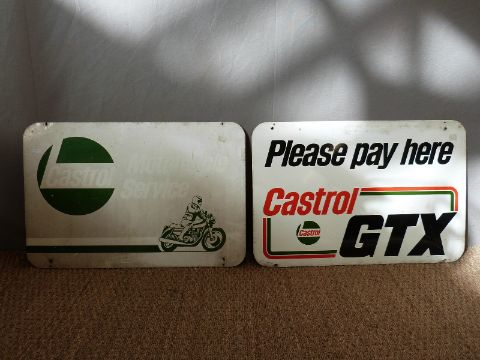 Castrol Motorcycle
Service
Please pay here
Castrol
Castrol
GTX